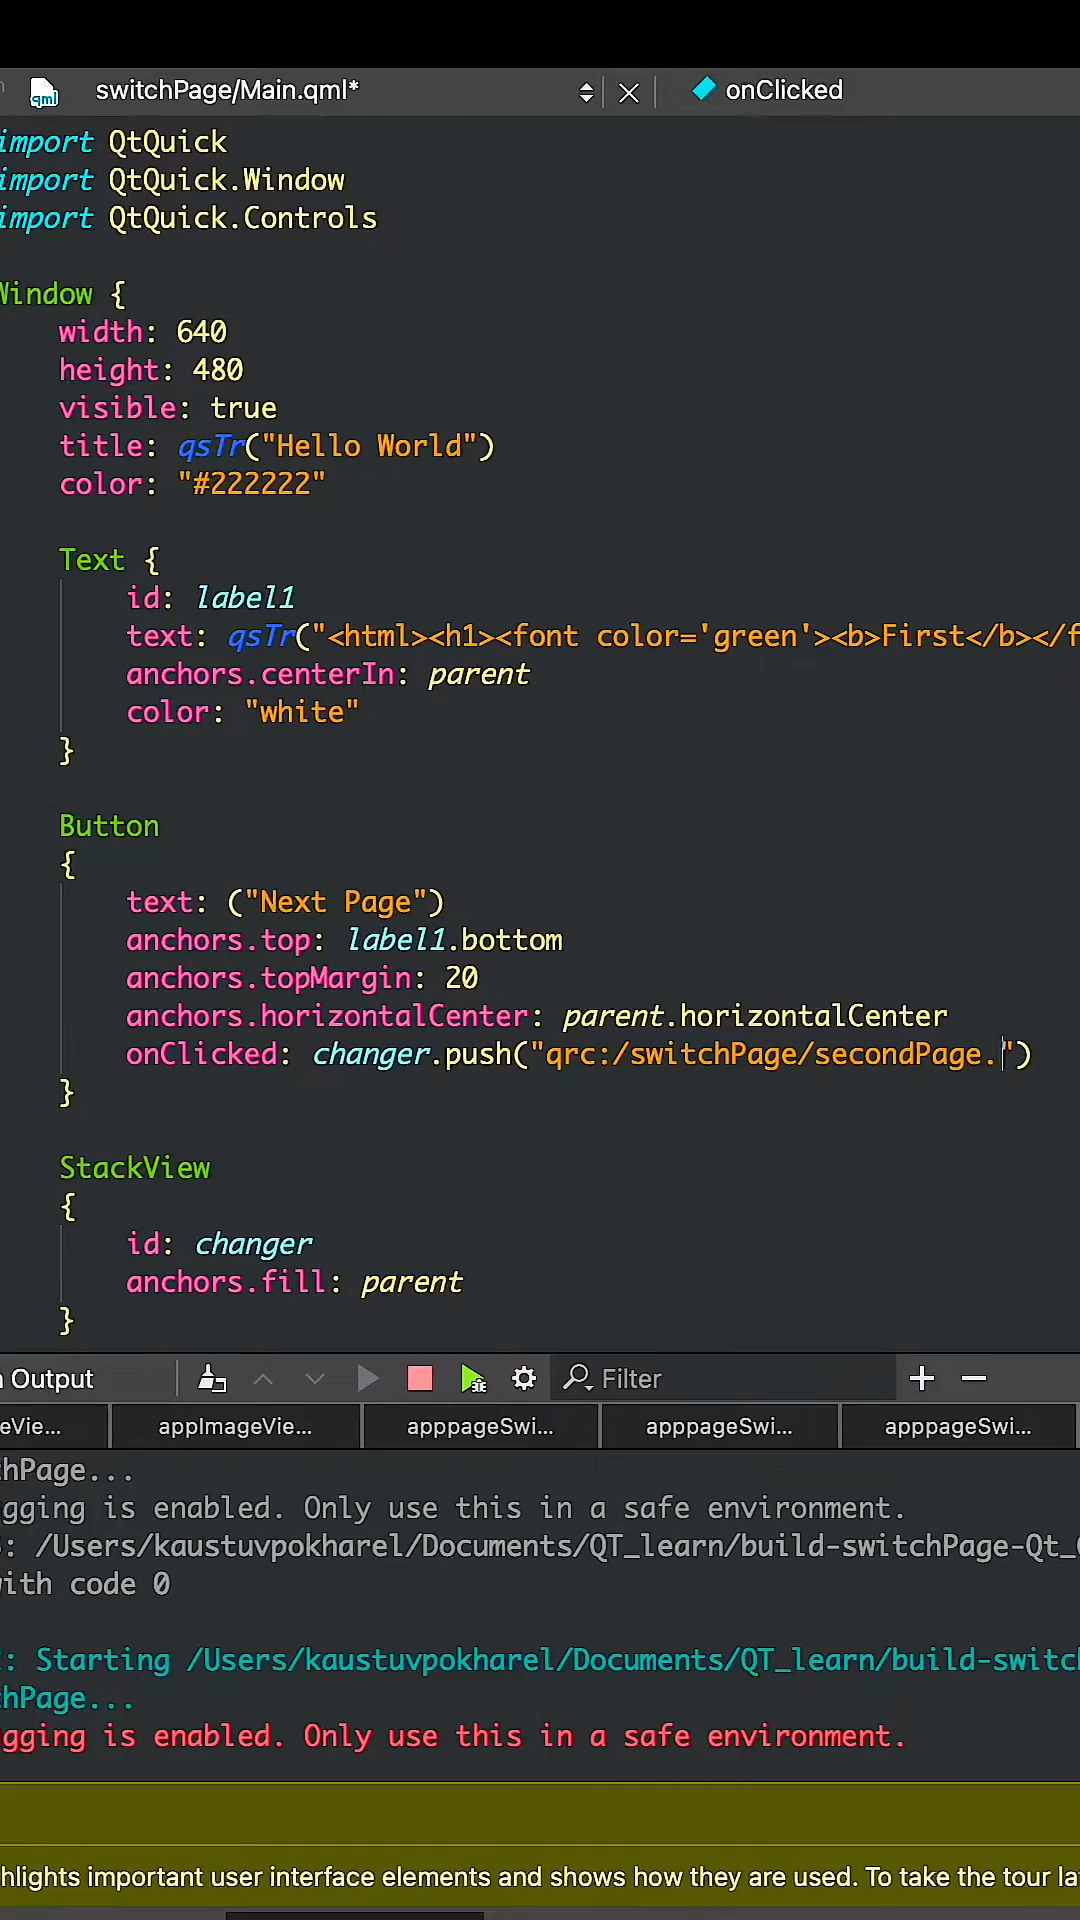 qml switchPage/Main.qml* onClicked
import QtQuick
import QtQuick.Window
import QtQuick.Controls
Window {
width: 640
height: 480
visible: true
title: qsTr("Hello World")
color: "#222222"
Text {
id: label1
text: qsTr("<html><h1><font color='green'><b>First</b></f
anchors.centerIn: parent
color: "white"
}
Button
{
text: ("Next Page")
anchors.top: label1.bottom
anchors.topMargin: 20
anchors.horizontalCenter: parent.horizontalCenter
onClicked: changer.push("qrc:/switchPage/secondPage.")
}
StackView
{
id: changer
anchors.fill: parent
}
Output Filter
eVie... appImageVie... apppageSwi... apppageSwi... apppageSwi...
chPage...
gging is enabled. Only use this in a safe environment.
: /Users/kaustuvpokharel/Documents/QT_learn/build-switchPage-Qt_
with code 0
: Starting /Users/kaustuvpokharel/Documents/QT_learn/build-switc
chPage...
gging is enabled. Only use this in a safe environment.
hlights important user interface elements and shows how they are used. To take the tour la